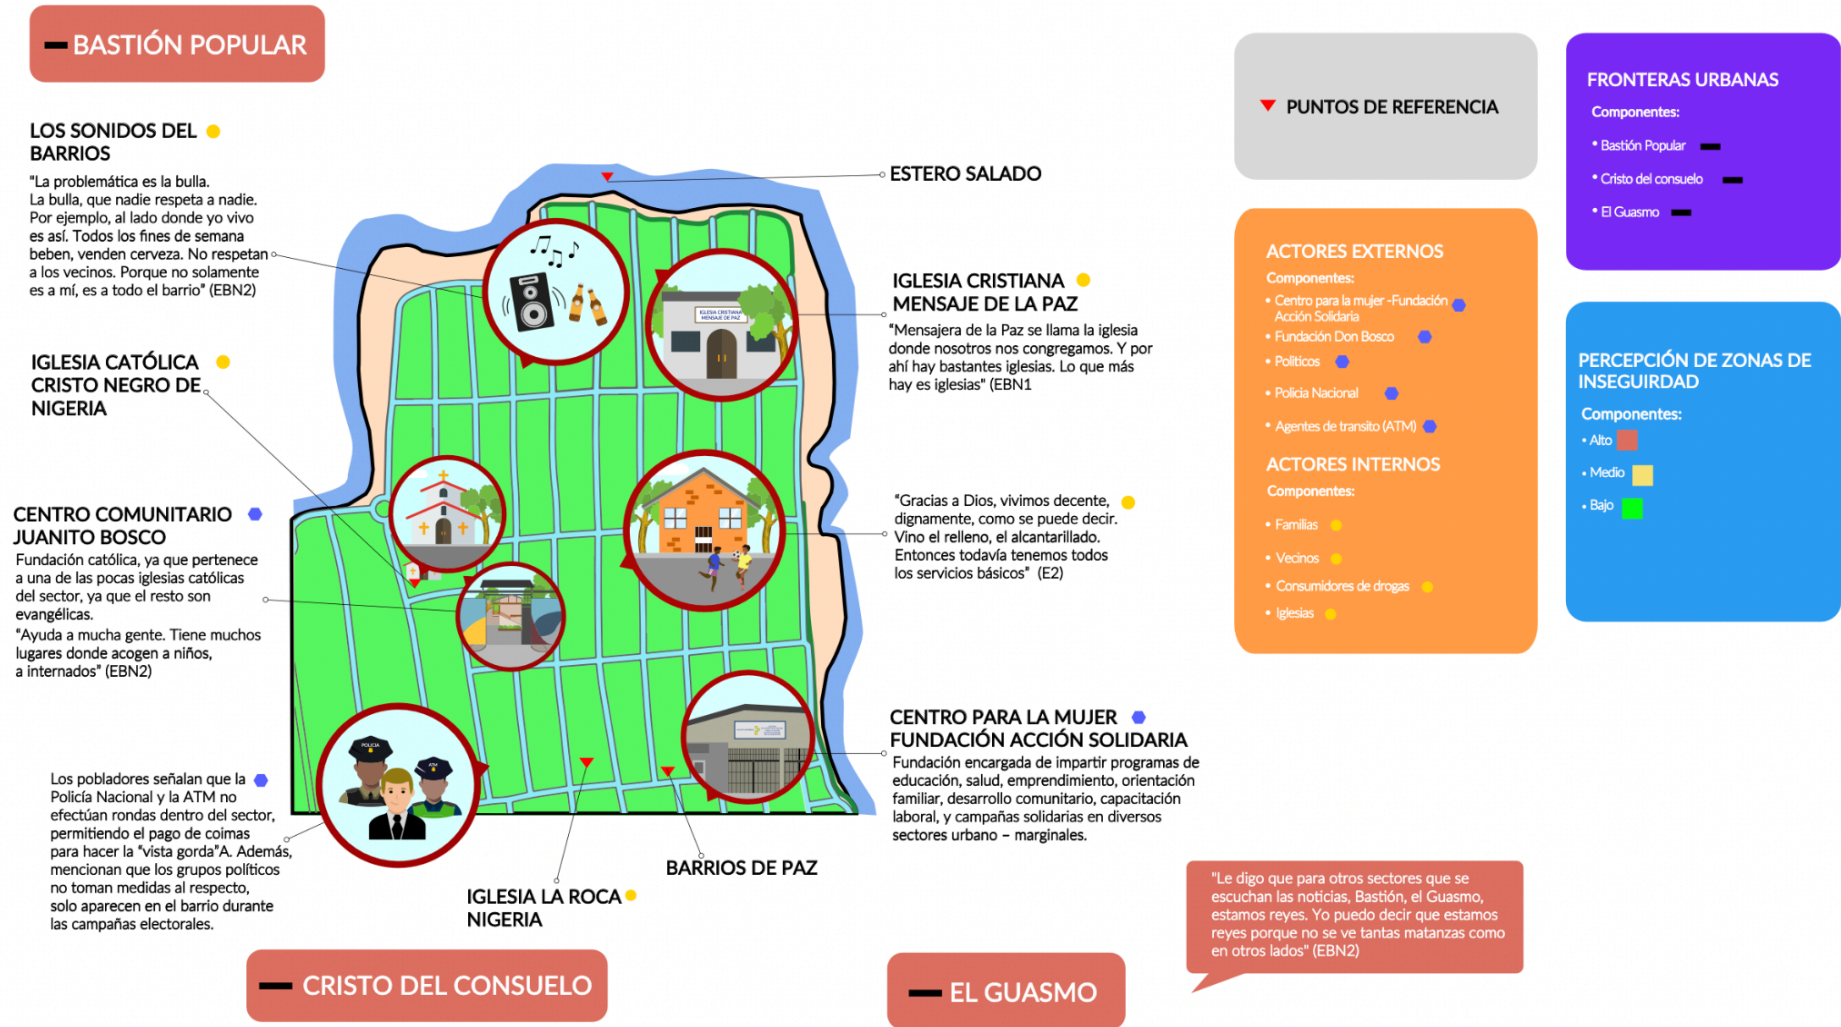 BASTIÓN POPULAR
LOS SONIDOS DEL
BARRIOS
"La problemática es la bulla.
La bulla, que nadie respeta a nadie.
Por ejemplo, al lado donde yo vivo
es así. Todos los fines de semana
beben, venden cerveza. No respetan
a los vecinos. Porque no solamente
es a mí, es a todo el barrio" (EBN2)
IGLESIA CATÓLICA
CRISTO NEGRO DE
NIGERIA
CENTRO COMUNITARIO
JUANITO BOSCO
Fundación católica, ya que pertenece
a una de las pocas iglesias católicas
del sector, ya que el resto son
evangélicas.
"Ayuda a mucha gente. Tiene muchos
lugares donde acogen a niños,
a internados" (EBN2)
Los pobladores señalan que la
Policía Nacional y la ATM no
efectúan rondas dentro del sector,
permitiendo el pago de coimas
para hacer la "vista gorda"A. Además,
mencionan que los grupos políticos
no toman medidas al respecto,
solo aparecen en el barrio durante
las campañas electorales.
IGLESIA CRISTIANA
MENSAJE DE PAZ
POLICIA
ATM
IGLESIA LA ROCA
NIGERIA
BARRIOS DE PAZ
ESTERO SALADO
IGLESIA CRISTIANA
MENSAJE DE LA PAZ
"Mensajera de la Paz se llama la iglesia
donde nosotros nos congregamos. Y por
ahí hay bastantes iglesias. Lo que más
hay es iglesias" (EBN1
"Gracias a Dios, vivimos decente,
dignamente, como se puede decir.
Vino el relleno, el alcantarillado.
Entonces todavía tenemos todos
los servicios básicos" (E2)
CENTRO PARA LA MUJER
FUNDACIÓN ACCIÓN SOLIDARIA
Fundación encargada de impartir programas de
educación, salud, emprendimiento, orientación
familiar, desarrollo comunitario, capacitación
laboral, y campañas solidarias en diversos
sectores urbano – marginales.
CRISTO DEL CONSUELO
EL GUASMO
"Le digo que para otros sectores que se
escuchan las noticias, Bastión, el Guasmo,
estamos reyes. Yo puedo decir que estamos
reyes porque no se ve tantas matanzas como
en otros lados" (EBN2)
PUNTOS DE REFERENCIA
ACTORES EXTERNOS
Componentes:
• Centro para la mujer -Fundación
Acción Solidaria
• Fundación Don Bosco
• Políticos
• Policia Nacional
• Agentes de transito (ATM)
ACTORES INTERNOS
Componentes:
• Familias
• Vecinos
• Consumidores de drogas
• Iglesias
FRONTERAS URBANAS
Componentes:
• Bastión Popular
• Cristo del consuelo
• El Guasmo
PERCEPCIÓN DE ZONAS DE
INSEGUIRDAD
Componentes:
• Alto
• Medio
• Bajo